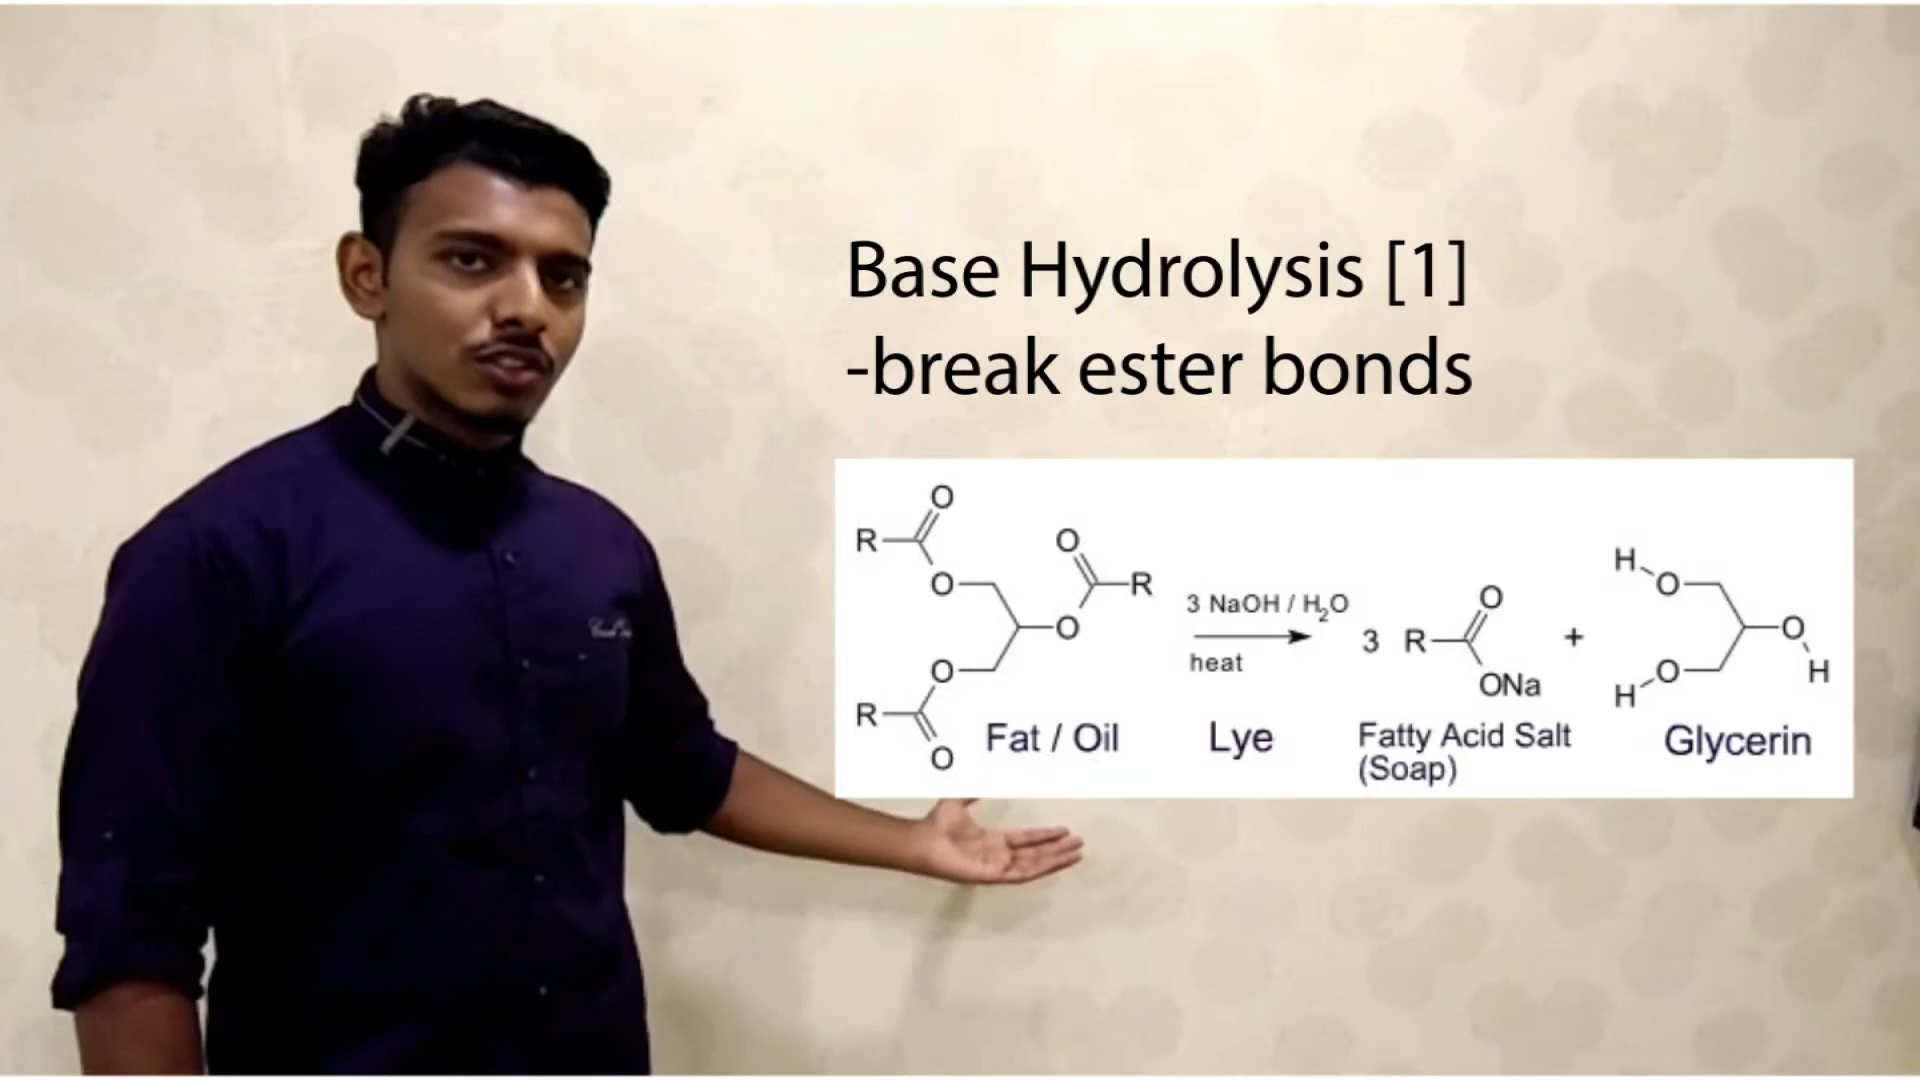 Base Hydrolysis [1]
-break ester bonds
O
R
O
O
R
O
O
R
O
Fat / Oil
3 NaOH / H₂O
heat
Lye
3
O
R
ONa
Fatty Acid Salt
(Soap)
+
H
O
O
H
O
H
Glycerin